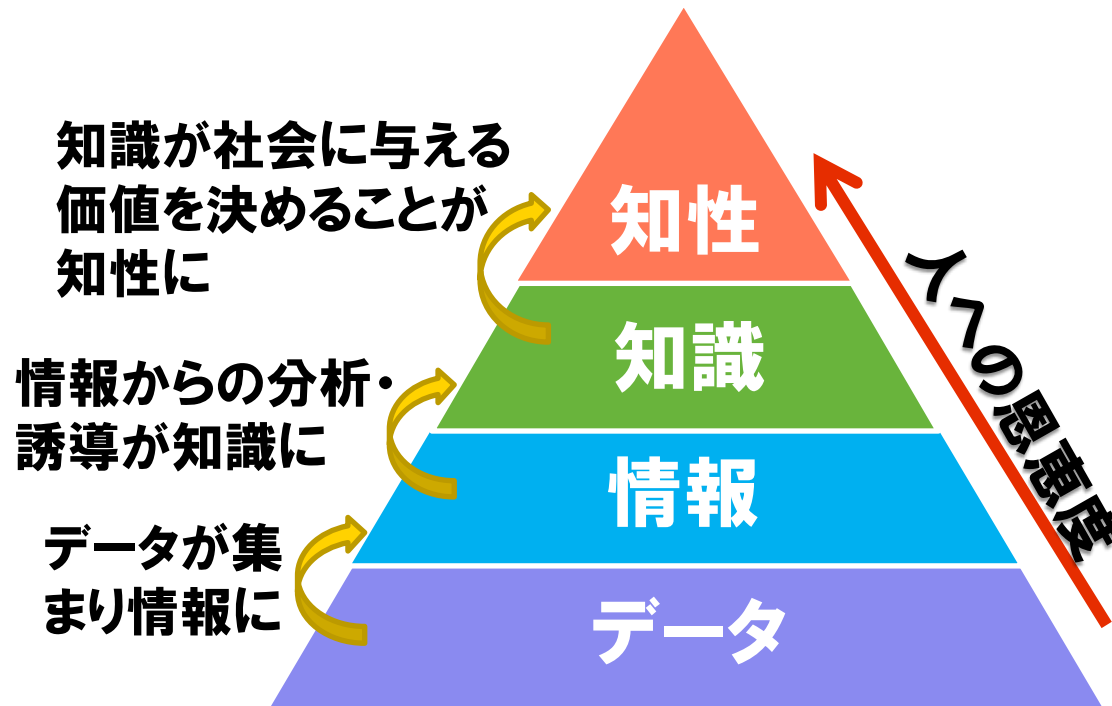 知識が社会に与える
価値を決めることが
知性に
知性
人への恩恵度
知識
情報からの分析・
誘導が知識に
情報
データが集
まり情報に
データ